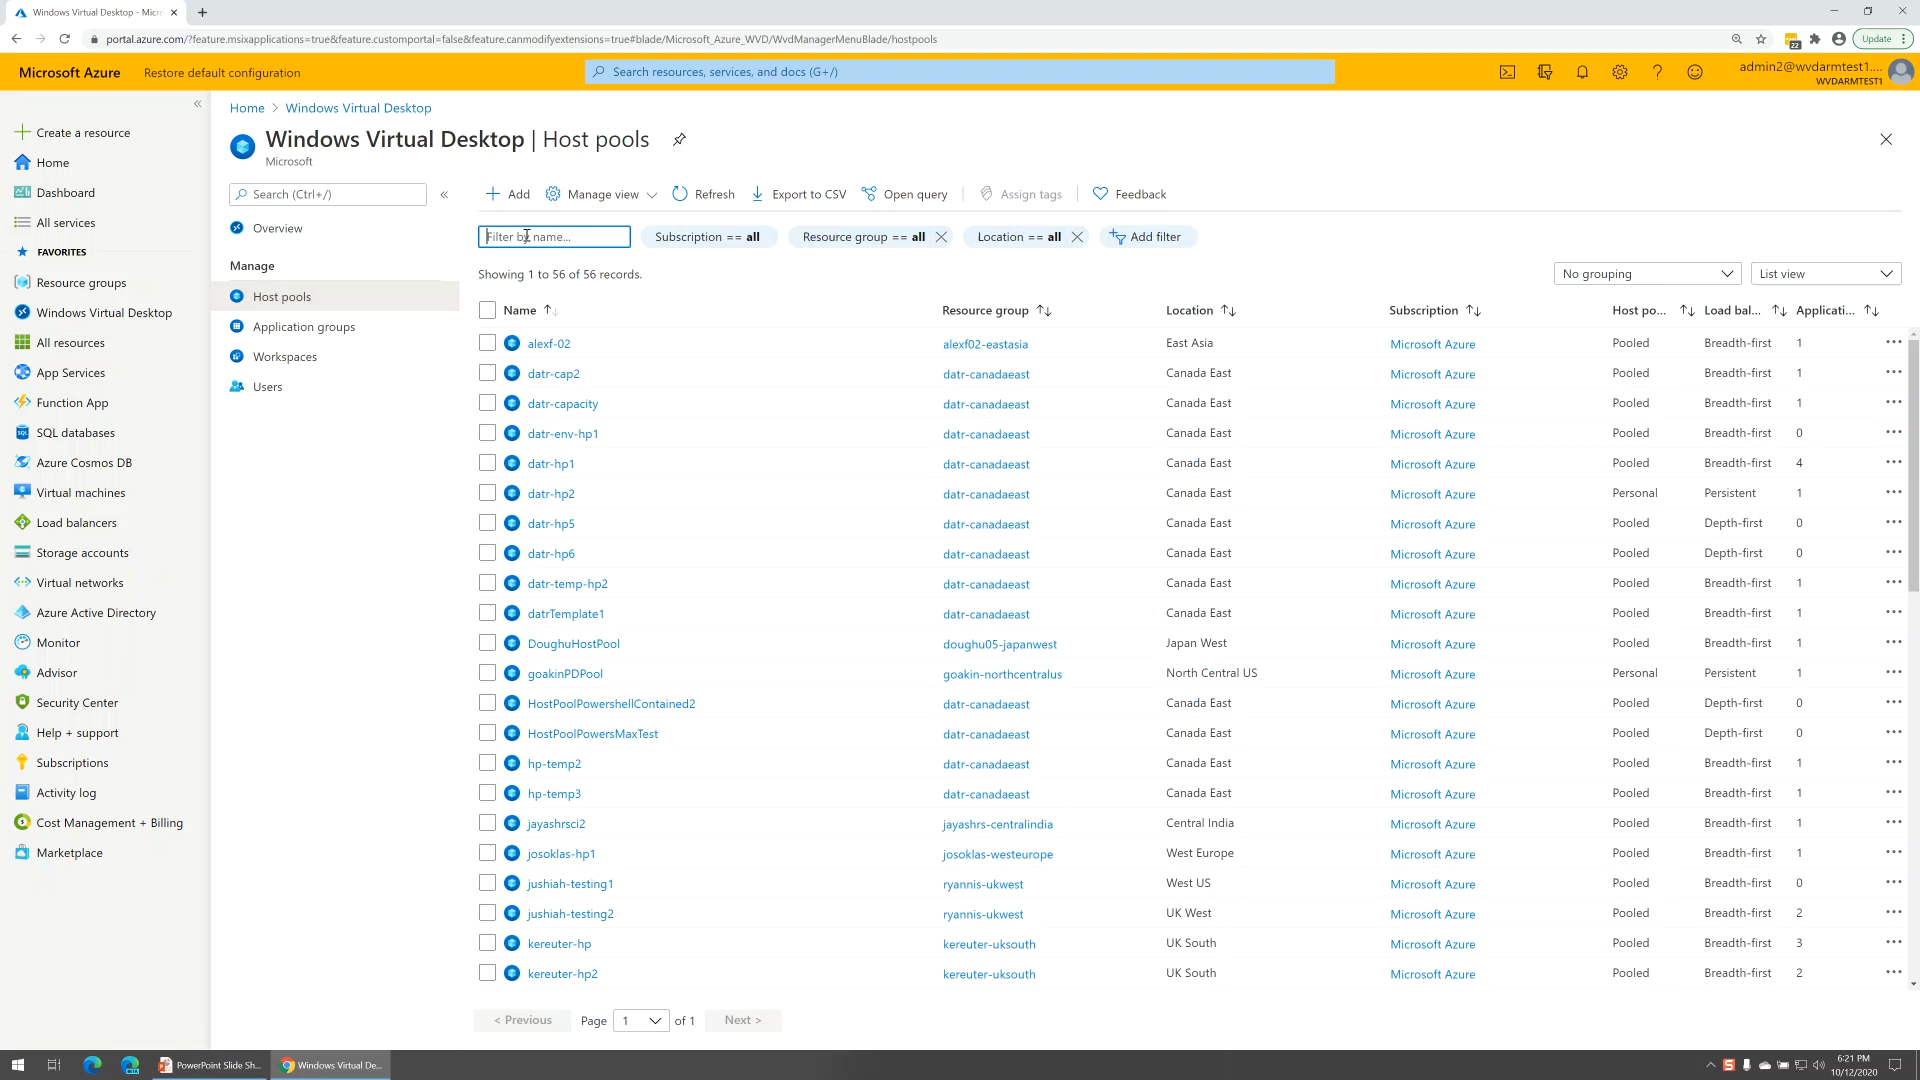 Windows Virtual Desktop - Micr
portal.azure.com/?feature.msixapplications=true&feature.customportal=false&feature.canmodifyextensions=true#blade/Microsoft_Azure_WVD/WvdManagerMenuBlade/hostpools
22
Update
Microsoft Azure
Restore default configuration
Search resources, services, and docs (G+/)
admin2@wvdarmtest1....
WVDARMTEST1
Create a resource
Home
Dashboard
All services
FAVORITES
Resource groups
Windows Virtual Desktop
All resources
App Services
Function App
SQL databases
Azure Cosmos DB
Virtual machines
Load balancers
Storage accounts
Virtual networks
Azure Active Directory
Monitor
Advisor
Security Center
Help + support
Subscriptions
Activity log
Cost Management + Billing
Marketplace
Home > Windows Virtual Desktop
Windows Virtual Desktop | Host pools
Microsoft
Search (Ctrl+/)
Overview
Manage
Host pools
Application groups
Workspaces
Users
Add Manage view Refresh Export to CSV Open query Assign tags Feedback
Filter by name... Subscription == all Resource group == all Location == all Add filter
Showing 1 to 56 of 56 records. No grouping List view
Name Resource group Location Subscription Host po... Load bal... Applicati...
alexf-02 alexf02-eastasia East Asia Microsoft Azure Pooled Breadth-first 1
datr-cap2 datr-canadaeast Canada East Microsoft Azure Pooled Breadth-first 1
datr-capacity datr-canadaeast Canada East Microsoft Azure Pooled Breadth-first 1
datr-env-hp1 datr-canadaeast Canada East Microsoft Azure Pooled Breadth-first 0
datr-hp1 datr-canadaeast Canada East Microsoft Azure Pooled Breadth-first 4
datr-hp2 datr-canadaeast Canada East Microsoft Azure Personal Persistent 1
datr-hp5 datr-canadaeast Canada East Microsoft Azure Pooled Depth-first 0
datr-hp6 datr-canadaeast Canada East Microsoft Azure Pooled Depth-first 0
datr-temp-hp2 datr-canadaeast Canada East Microsoft Azure Pooled Breadth-first 1
datrTemplate1 datr-canadaeast Canada East Microsoft Azure Pooled Breadth-first 1
DoughuHostPool doughu05-japanwest Japan West Microsoft Azure Pooled Breadth-first 1
goakinPDPool goakin-northcentralus North Central US Microsoft Azure Personal Persistent 1
HostPoolPowershellContained2 datr-canadaeast Canada East Microsoft Azure Pooled Depth-first 0
HostPoolPowersMaxTest datr-canadaeast Canada East Microsoft Azure Pooled Depth-first 0
hp-temp2 datr-canadaeast Canada East Microsoft Azure Pooled Breadth-first 1
hp-temp3 datr-canadaeast Canada East Microsoft Azure Pooled Breadth-first 1
jayashrsci2 jayashrs-centralindia Central India Microsoft Azure Pooled Breadth-first 1
josoklas-hp1 josoklas-westeurope West Europe Microsoft Azure Pooled Breadth-first 1
jushiah-testing1 ryannis-ukwest West US Microsoft Azure Pooled Breadth-first 0
jushiah-testing2 ryannis-ukwest UK West Microsoft Azure Pooled Breadth-first 2
kereuter-hp kereuter-uksouth UK South Microsoft Azure Pooled Breadth-first 3
kereuter-hp2 kereuter-uksouth UK South Microsoft Azure Pooled Breadth-first 2
< Previous Page 1 of 1 Next >
PowerPoint Slide Sh... Windows Virtual De...
6:21 PM
10/12/2020